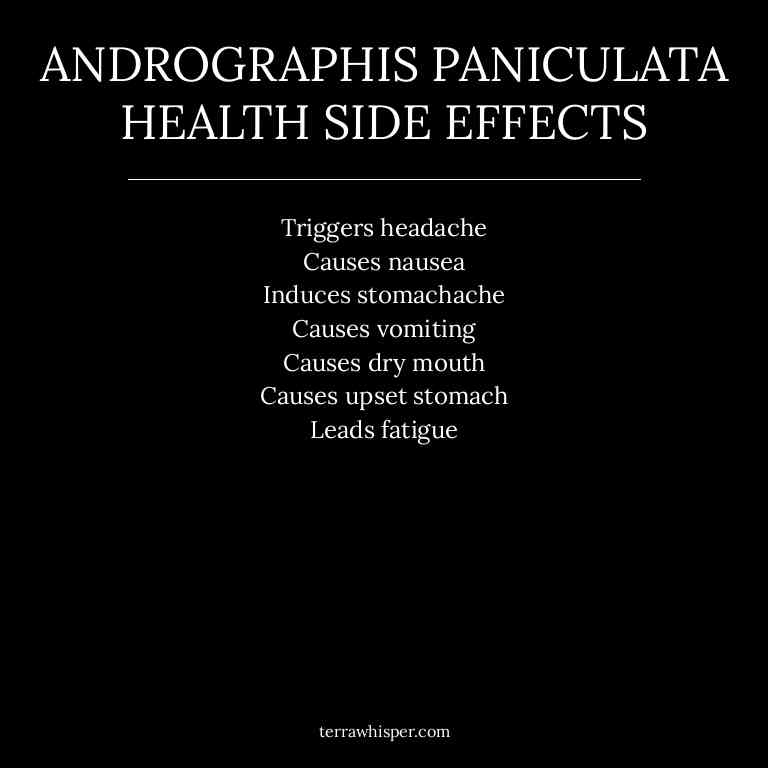 ANDROGRAPHIS PANICULATA
HEALTH SIDE EFFECTS
Triggers headache
Causes nausea
Induces stomachache
Causes vomiting
Causes dry mouth
Causes upset stomach
Leads fatigue
terrawhisper.com